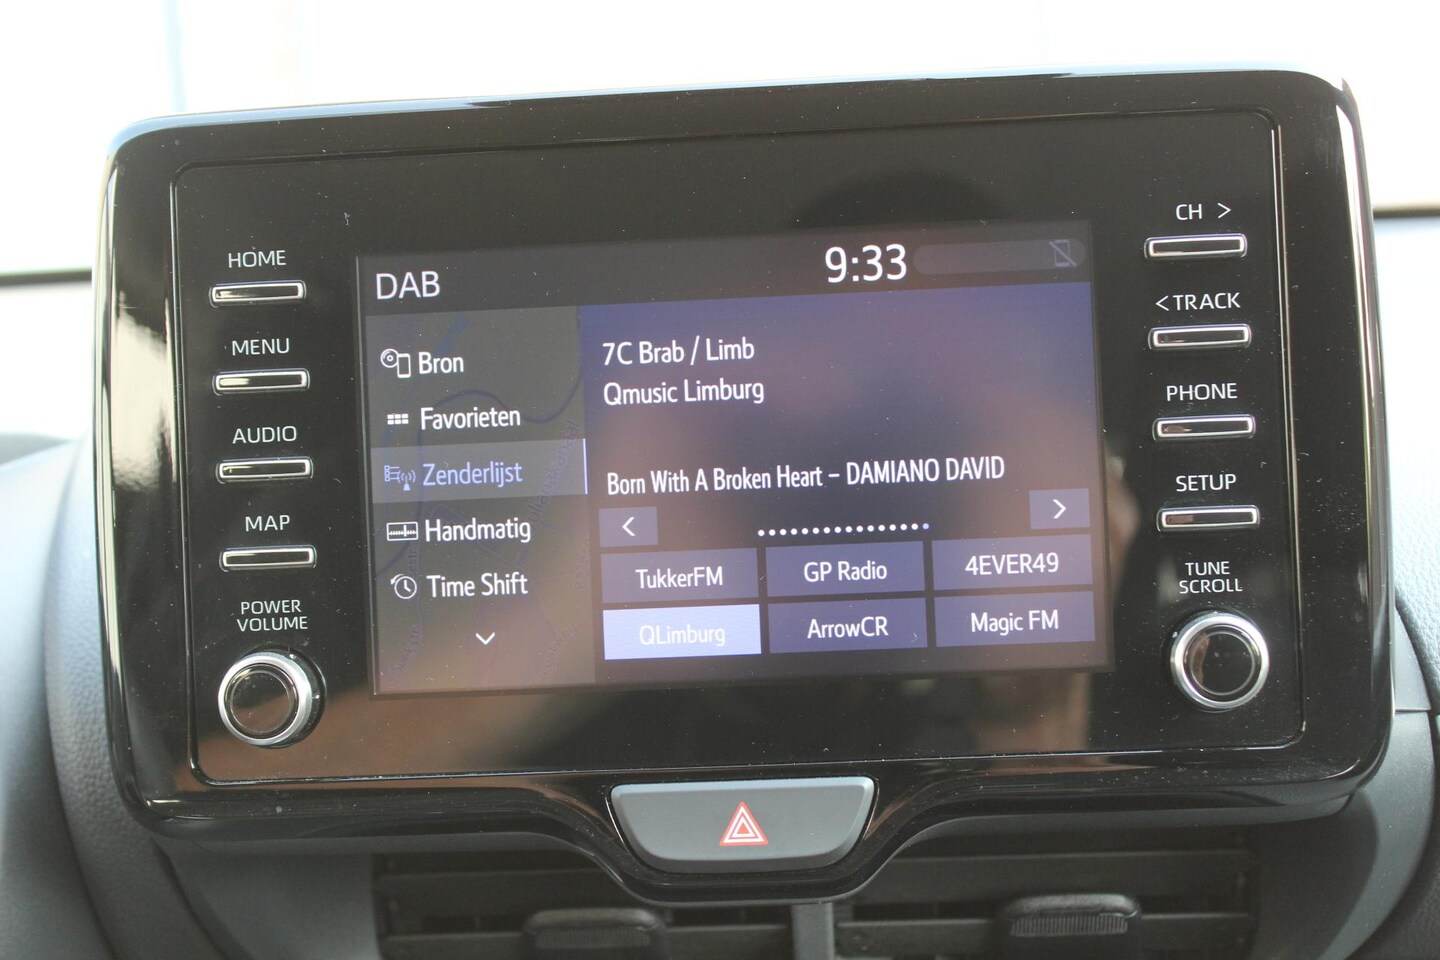 HOME
MENU
AUDIO
MAP
POWER
VOLUME
DAB
9:33
Bron
Favorieten
Zenderlijst
Handmatig
Time Shift
7C Brab / Limb
Qmusic Limburg
Born With A Broken Heart – DAMIANO DAVID
< >
TukkerFM GP Radio 4EVER49
QLimburg ArrowCR Magic FM
CH >
< TRACK
PHONE
SETUP
TUNE
SCROLL